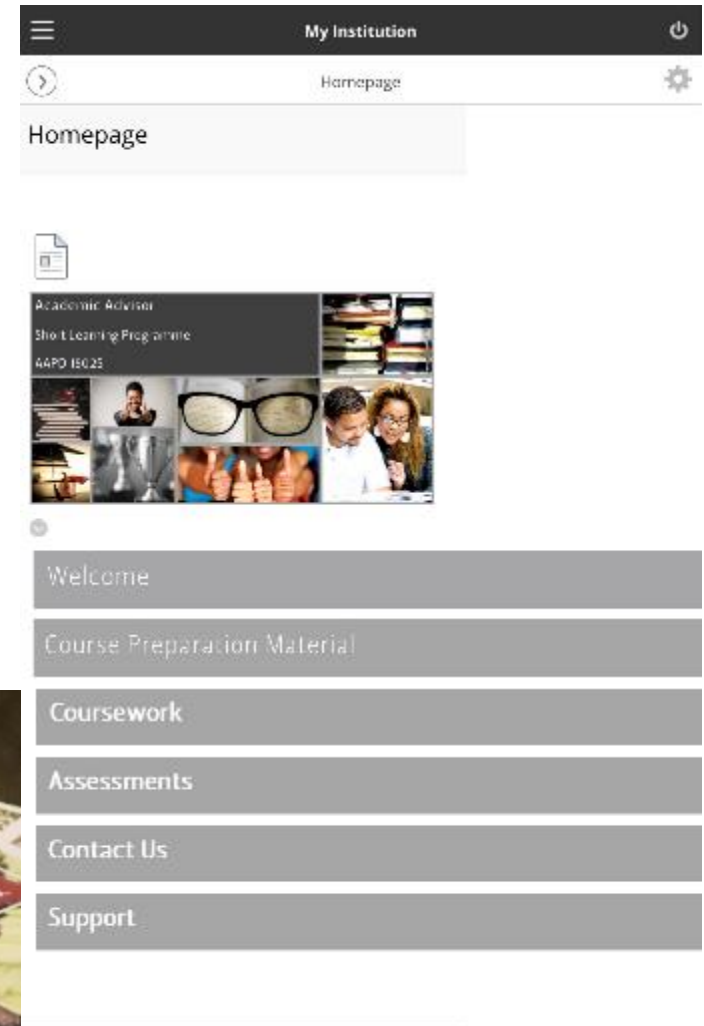 My Institution
Homepage
Homepage
Academic Advisor
Short Learning Programme
AAPD 15025
Welcome
Course Preparation Material
Coursework
Assessments
Contact Us
Support